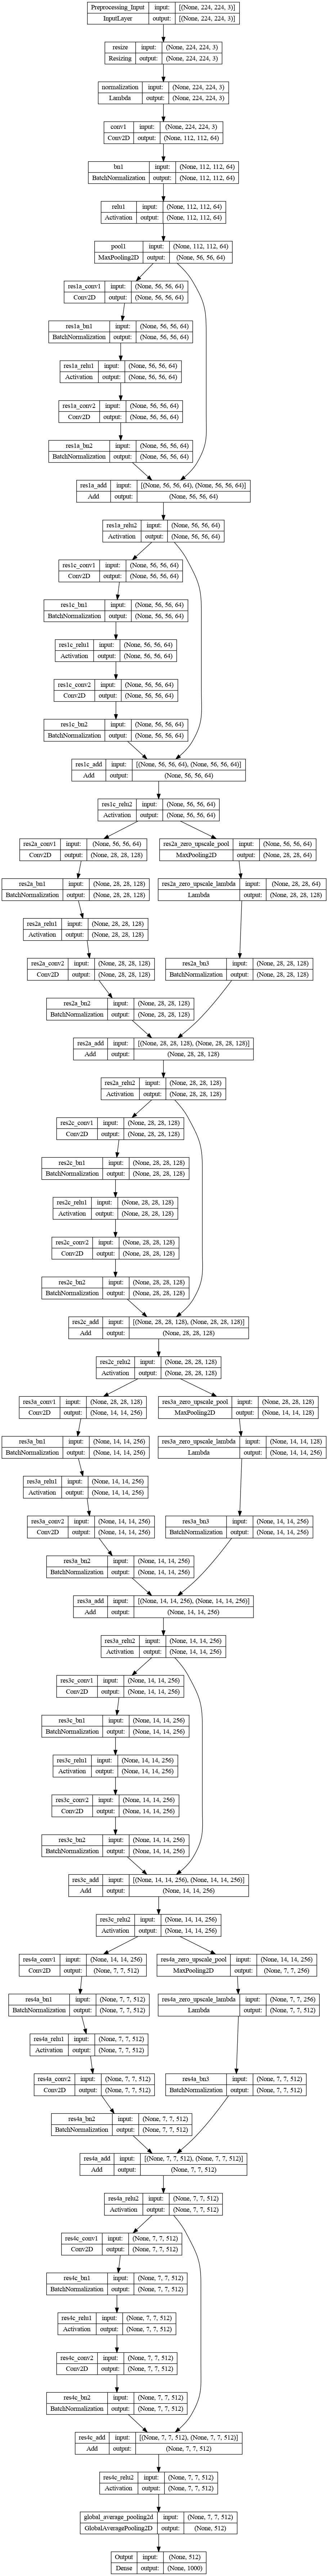 Preprocessing_Input input: [(None, 224, 224, 3)]
InputLayer output: [(None, 224, 224, 3)]
resize input: (None, 224, 224, 3)
Resizing output: (None, 224, 224, 3)
normialization input: (None, 224, 224, 3)
Lambda output: (None, 224, 224, 3)
conv1 input: (None, 224, 224, 3)
Conv2D output: (None, 112, 112, 64)
bn1 input: (None, 112, 112, 64)
BatchNormalization output: (None, 112, 112, 64)
relu1 input: (None, 112, 112, 64)
Activation output: (None, 112, 112, 64)
pool1 input: (None, 112, 112, 64)
MaxPooling2D output: (None, 56, 56, 64)
res1a_conv1 input: (None, 56, 56, 64)
Conv2D output: (None, 56, 56, 64)
res1a_bn1 input: (None, 56, 56, 64)
BatchNormalization output: (None, 56, 56, 64)
res1a_relu1 input: (None, 56, 56, 64)
Activation output: (None, 56, 56, 64)
res1a_conv2 input: (None, 56, 56, 64)
Conv2D output: (None, 56, 56, 64)
res1a_bn2 input: (None, 56, 56, 64)
BatchNormalization output: (None, 56, 56, 64)
res1a_add input: [(None, 56, 56, 64), (None, 56, 56, 64)]
Add output: (None, 56, 56, 64)
res1a_relu2 input: (None, 56, 56, 64)
Activation output: (None, 56, 56, 64)
res1c_conv1 input: (None, 56, 56, 64)
Conv2D output: (None, 56, 56, 64)
res1c_bn1 input: (None, 56, 56, 64)
BatchNormalization output: (None, 56, 56, 64)
res1c_relu1 input: (None, 56, 56, 64)
Activation output: (None, 56, 56, 64)
res1c_conv2 input: (None, 56, 56, 64)
Conv2D output: (None, 56, 56, 64)
res1c_bn2 input: (None, 56, 56, 64)
BatchNormalization output: (None, 56, 56, 64)
res1c_add input: [(None, 56, 56, 64), (None, 56, 56, 64)]
Add output: (None, 56, 56, 64)
res1c_relu2 input: (None, 56, 56, 64)
Activation output: (None, 56, 56, 64)
res2a_conv1 input: (None, 56, 56, 64)
Conv2D output: (None, 28, 28, 128)
res2a_zero_upscale_pool input: (None, 56, 56, 64)
MaxPooling2D output: (None, 28, 28, 64)
res2a_bn1 input: (None, 28, 28, 128)
BatchNormalization output: (None, 28, 28, 128)
res2a_zero_upscale_lambda input: (None, 28, 28, 64)
Lambda output: (None, 28, 28, 128)
res2a_relu1 input: (None, 28, 28, 128)
Activation output: (None, 28, 28, 128)
res2a_conv2 input: (None, 28, 28, 128)
Conv2D output: (None, 28, 28, 128)
res2a_bn3 input: (None, 28, 28, 128)
BatchNormalization output: (None, 28, 28, 128)
res2a_bn2 input: (None, 28, 28, 128)
BatchNormalization output: (None, 28, 28, 128)
res2a_add input: [(None, 28, 28, 128), (None, 28, 28, 128)]
Add output: (None, 28, 28, 128)
res2a_relu2 input: (None, 28, 28, 128)
Activation output: (None, 28, 28, 128)
res2c_conv1 input: (None, 28, 28, 128)
Conv2D output: (None, 28, 28, 128)
res2c_bn1 input: (None, 28, 28, 128)
BatchNormalization output: (None, 28, 28, 128)
res2c_relu1 input: (None, 28, 28, 128)
Activation output: (None, 28, 28, 128)
res2c_conv2 input: (None, 28, 28, 128)
Conv2D output: (None, 28, 28, 128)
res2c_bn2 input: (None, 28, 28, 128)
BatchNormalization output: (None, 28, 28, 128)
res2c_add input: [(None, 28, 28, 128), (None, 28, 28, 128)]
Add output: (None, 28, 28, 128)
res2c_relu2 input: (None, 28, 28, 128)
Activation output: (None, 28, 28, 128)
res3a_conv1 input: (None, 28, 28, 128)
Conv2D output: (None, 14, 14, 256)
res3a_zero_upscale_pool input: (None, 28, 28, 128)
MaxPooling2D output: (None, 14, 14, 128)
res3a_bn1 input: (None, 14, 14, 256)
BatchNormalization output: (None, 14, 14, 256)
res3a_zero_upscale_lambda input: (None, 14, 14, 128)
Lambda output: (None, 14, 14, 256)
res3a_relu1 input: (None, 14, 14, 256)
Activation output: (None, 14, 14, 256)
res3a_conv2 input: (None, 14, 14, 256)
Conv2D output: (None, 14, 14, 256)
res3a_bn3 input: (None, 14, 14, 256)
BatchNormalization output: (None, 14, 14, 256)
res3a_bn2 input: (None, 14, 14, 256)
BatchNormalization output: (None, 14, 14, 256)
res3a_add input: [(None, 14, 14, 256), (None, 14, 14, 256)]
Add output: (None, 14, 14, 256)
res3a_relu2 input: (None, 14, 14, 256)
Activation output: (None, 14, 14, 256)
res3c_conv1 input: (None, 14, 14, 256)
Conv2D output: (None, 14, 14, 256)
res3c_bn1 input: (None, 14, 14, 256)
BatchNormalization output: (None, 14, 14, 256)
res3c_relu1 input: (None, 14, 14, 256)
Activation output: (None, 14, 14, 256)
res3c_conv2 input: (None, 14, 14, 256)
Conv2D output: (None, 14, 14, 256)
res3c_bn2 input: (None, 14, 14, 256)
BatchNormalization output: (None, 14, 14, 256)
res3c_add input: [(None, 14, 14, 256), (None, 14, 14, 256)]
Add output: (None, 14, 14, 256)
res3c_relu2 input: (None, 14, 14, 256)
Activation output: (None, 14, 14, 256)
res4a_conv1 input: (None, 14, 14, 256)
Conv2D output: (None, 7, 7, 512)
res4a_zero_upscale_pool input: (None, 14, 14, 256)
MaxPooling2D output: (None, 7, 7, 256)
res4a_bn1 input: (None, 7, 7, 512)
BatchNormalization output: (None, 7, 7, 512)
res4a_zero_upscale_lambda input: (None, 7, 7, 256)
Lambda output: (None, 7, 7, 512)
res4a_relu1 input: (None, 7, 7, 512)
Activation output: (None, 7, 7, 512)
res4a_conv2 input: (None, 7, 7, 512)
Conv2D output: (None, 7, 7, 512)
res4a_bn3 input: (None, 7, 7, 512)
BatchNormalization output: (None, 7, 7, 512)
res4a_bn2 input: (None, 7, 7, 512)
BatchNormalization output: (None, 7, 7, 512)
res4a_add input: [(None, 7, 7, 512), (None, 7, 7, 512)]
Add output: (None, 7, 7, 512)
res4a_relu2 input: (None, 7, 7, 512)
Activation output: (None, 7, 7, 512)
res4c_conv1 input: (None, 7, 7, 512)
Conv2D output: (None, 7, 7, 512)
res4c_bn1 input: (None, 7, 7, 512)
BatchNormalization output: (None, 7, 7, 512)
res4c_relu1 input: (None, 7, 7, 512)
Activation output: (None, 7, 7, 512)
res4c_conv2 input: (None, 7, 7, 512)
Conv2D output: (None, 7, 7, 512)
res4c_bn2 input: (None, 7, 7, 512)
BatchNormalization output: (None, 7, 7, 512)
res4c_add input: [(None, 7, 7, 512), (None, 7, 7, 512)]
Add output: (None, 7, 7, 512)
res4c_relu2 input: (None, 7, 7, 512)
Activation output: (None, 7, 7, 512)
global_average_pooling2d input: (None, 7, 7, 512)
GlobalAveragePooling2D output: (None, 512)
Output input: (None, 512)
Dense output: (None, 1000)